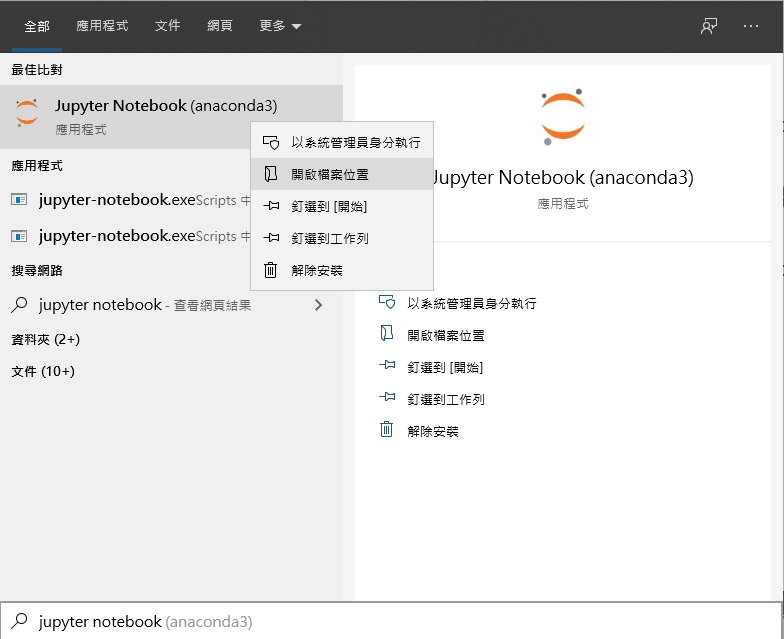 全部 應用程式 文件 網頁 更多
最佳比對
Jupyter Notebook (anaconda3)
應用程式
應用程式
jupyter-notebook.exe Scripts 中
jupyter-notebook.exe Scripts 中
搜尋網路
jupyter notebook - 查看網頁結果
資料夾 (2+)
文件 (10+)
以系統管理員身分執行
開啟檔案位置
釘選到 [開始]
釘選到工作列
解除安裝
Jupyter Notebook (anaconda3)
應用程式
以系統管理員身分執行
開啟檔案位置
釘選到 [開始]
釘選到工作列
解除安裝
jupyter notebook (anaconda3)